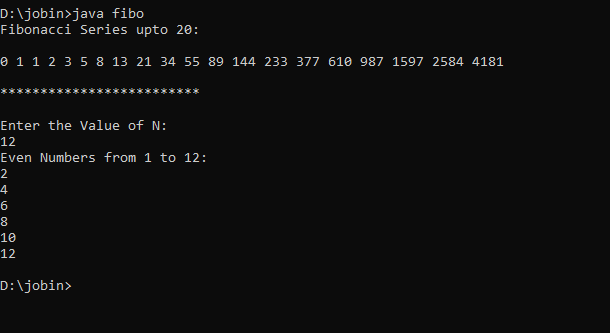 D:\jobin>java fibo
Fibonacci Series upto 20:
0 1 1 2 3 5 8 13 21 34 55 89 144 233 377 610 987 1597 2584 4181
*************************
Enter the Value of N:
12
Even Numbers from 1 to 12:
2
4
6
8
10
12
D:\jobin>